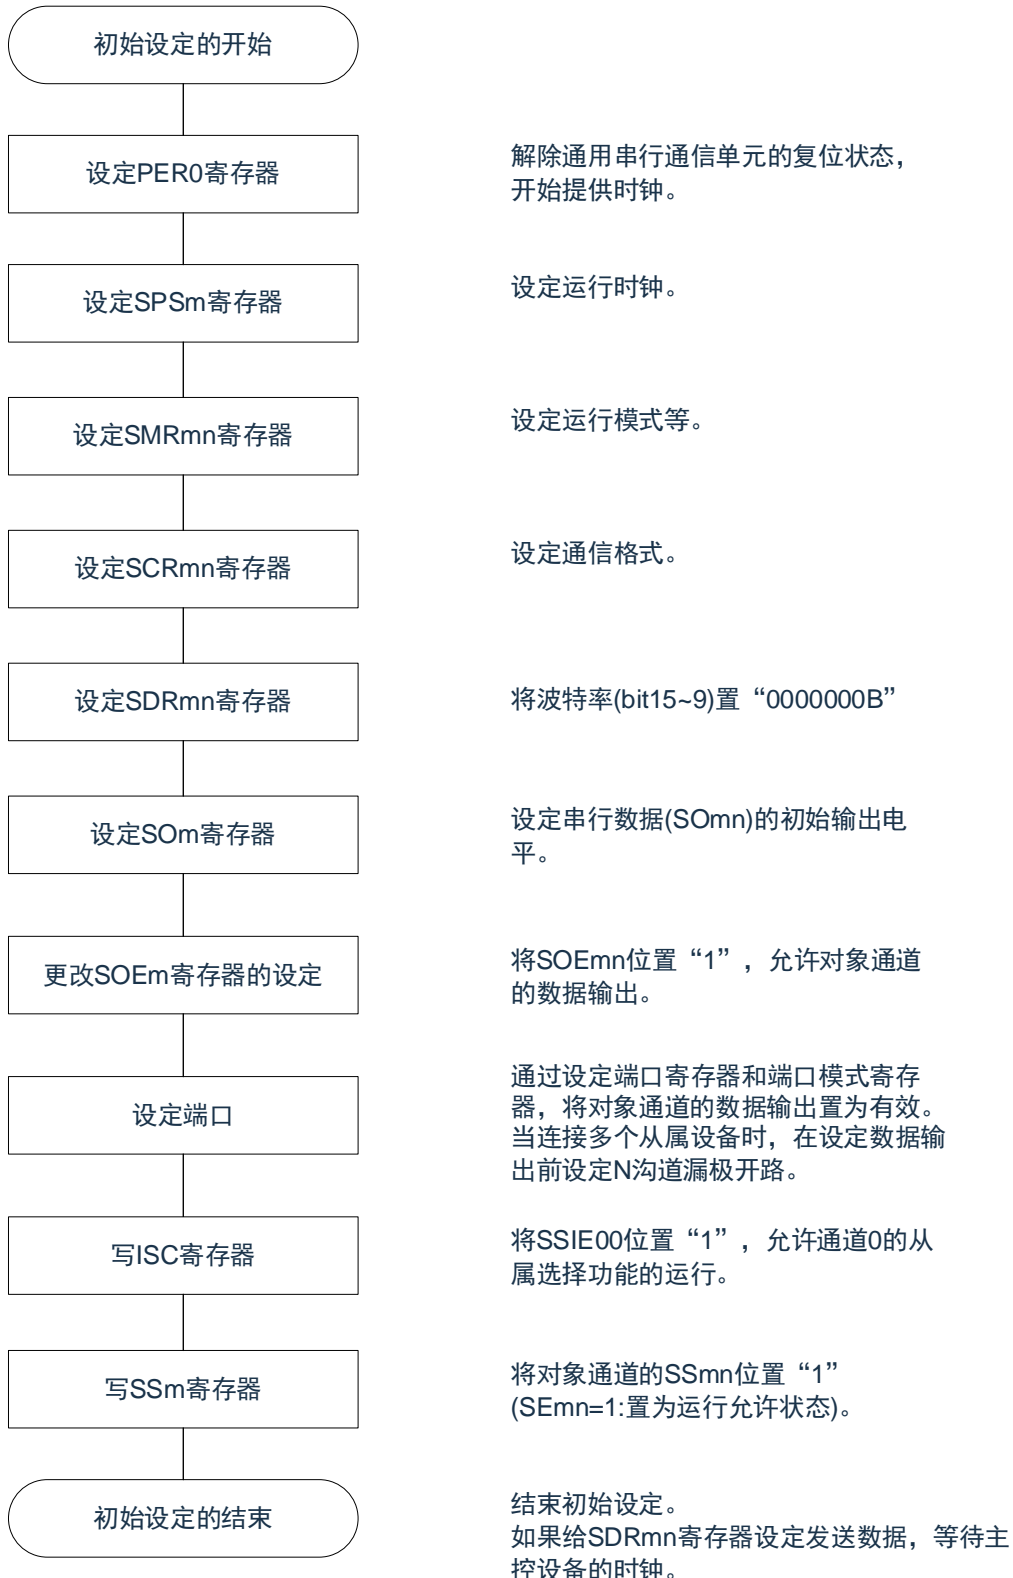 初始设定的开始
设定PER0寄存器
解除通用串行通信单元的复位状态，
开始提供时钟。
设定SPSm寄存器
设定运行时钟。
设定SMRmn寄存器
设定运行模式等。
设定SCRmn寄存器
设定通信格式。
设定SDRmn寄存器
将波特率(bit15~9)置“0000000B”
设定SOm寄存器
设定串行数据(SOmn)的初始输出电
平。
更改SOEm寄存器的设定
将SOEmn位置“1”，允许对象通道
的数据输出。
设定端口
通过设定端口寄存器和端口模式寄存
器，将对象通道的数据输出置为有效。
当连接多个从属设备时，在设定数据输
出前设定N沟道漏极开路。
写ISC寄存器
将SSIE00位置“1”，允许通道0的从
属选择功能的运行。
写SSm寄存器
将对象通道的SSmn位置“1”
(SEmn=1:置为运行允许状态)。
初始设定的结束
结束初始设定。
如果给SDRmn寄存器设定发送数据，等待主
控设备的时钟。